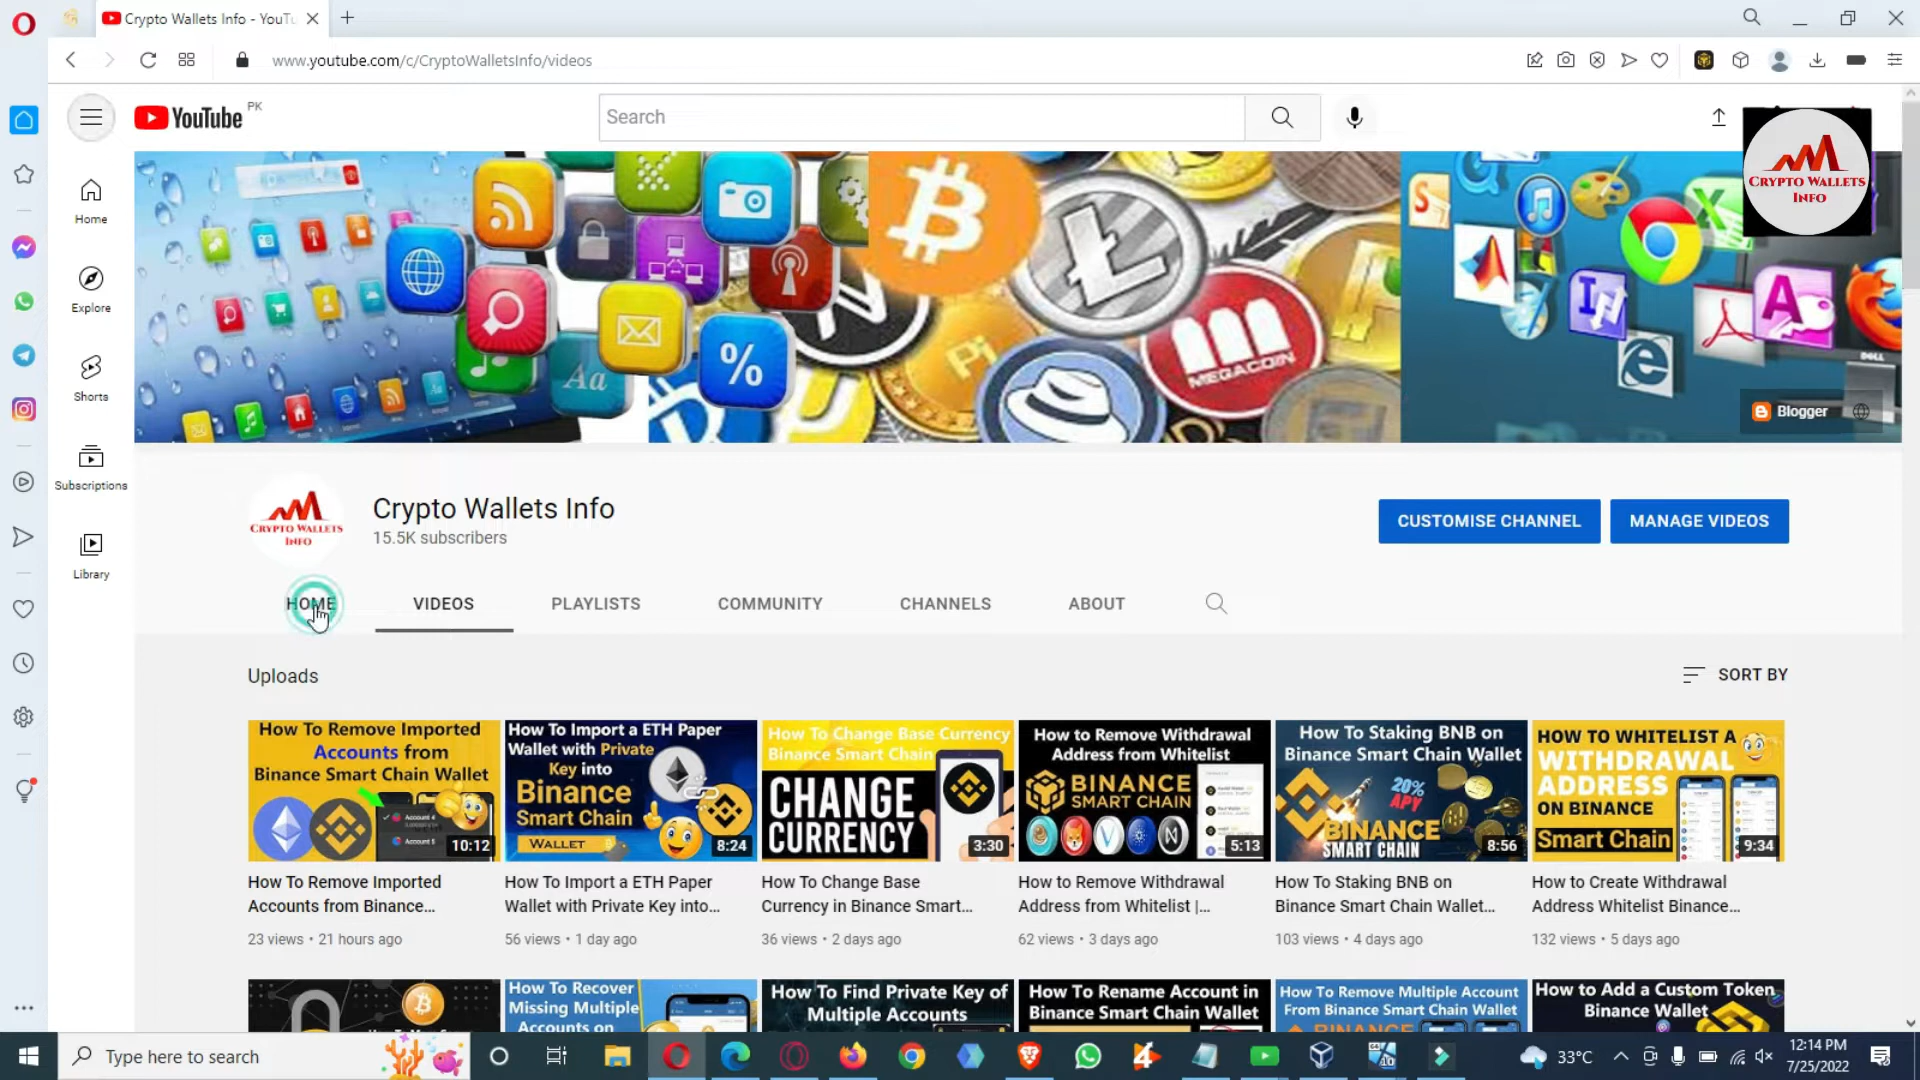 Crypto Wallets Info - YouTu
www.youtube.com/c/CryptoWalletsInfo/videos
YouTube PK
Search
CRYPTO WALLETS
INFO
Home
Explore
Shorts
Subscriptions
Library
%
Aa
MEGACOIN
DELL
Blogger
CRYPTO WALLETS
INFO
Crypto Wallets Info
15.5K subscribers
CUSTOMISE CHANNEL
MANAGE VIDEOS
HOME
VIDEOS
PLAYLISTS
COMMUNITY
CHANNELS
ABOUT
Uploads
SORT BY
How To Remove Imported
Accounts from
Binance Smart Chain Wallet
Account 4
Account 5
10:12
How To Import a ETH Paper
Wallet with Private
Key into
Binance
Smart Chain
WALLET
8:24
How To Change Base Currency
Binance Smart Chain
CHANGE
CURRENCY
3:30
How to Remove Withdrawal
Address from Whitelist
BINANCE
SMART CHAIN
5:13
How To Staking BNB on
Binance Smart Chain Wallet
20%
APY
BINANCE
SMART CHAIN
8:56
HOW TO WHITELIST A
WITHDRAWAL
ADDRESS
ON BINANCE
Smart Chain
9:34
How To Remove Imported
Accounts from Binance...
23 views • 21 hours ago
How To Import a ETH Paper
Wallet with Private Key into...
56 views • 1 day ago
How To Change Base
Currency in Binance Smart...
36 views • 2 days ago
How to Remove Withdrawal
Address from Whitelist |...
62 views • 3 days ago
How To Staking BNB on
Binance Smart Chain Wallet...
103 views • 4 days ago
How to Create Withdrawal
Address Whitelist Binance...
132 views • 5 days ago
How To Recover
Missing Multiple
Accounts on
How To Find Private Key of
Multiple Accounts
How To Rename Account in
Binance Smart Chain Wallet
How To Remove Multiple Account
From Binance Smart Chain Wallet
How to Add a Custom Token
Binance Wallet
Type here to search
33°C
12:14 PM
7/25/2022